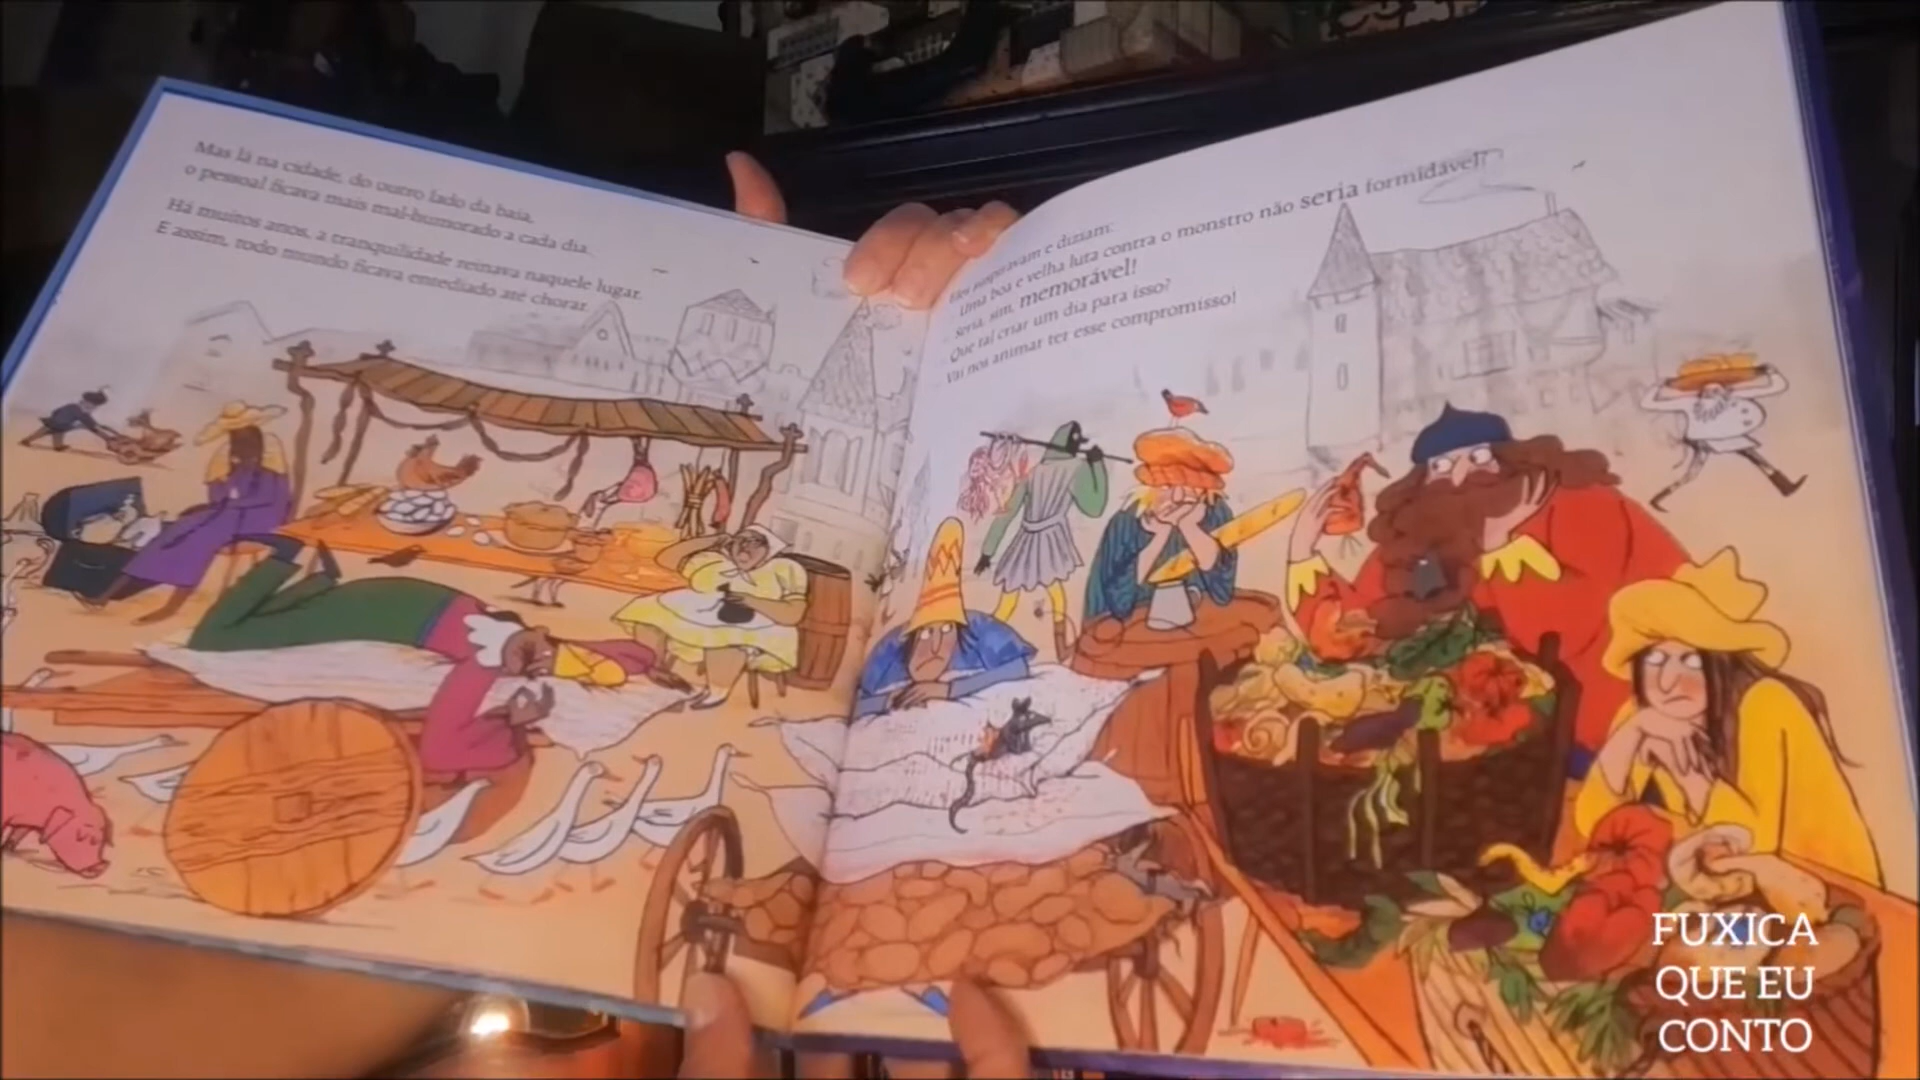 Mas lá na cidade, do outro lado da baía,
o pessoal ficava mais mal-humorado a cada dia.
Há muitos anos, a tranquilidade reinava naquele lugar.
E assim, todo mundo ficava entediado até chorar.
Eles suspiravam e diziam:
- Uma boa e velha luta contra o monstro não seria formidável?
- Seria, sim, memorável!
- Que tal criar um dia para isso?
- Vai nos animar ter esse compromisso!
FUXICA
QUE EU
CONTO